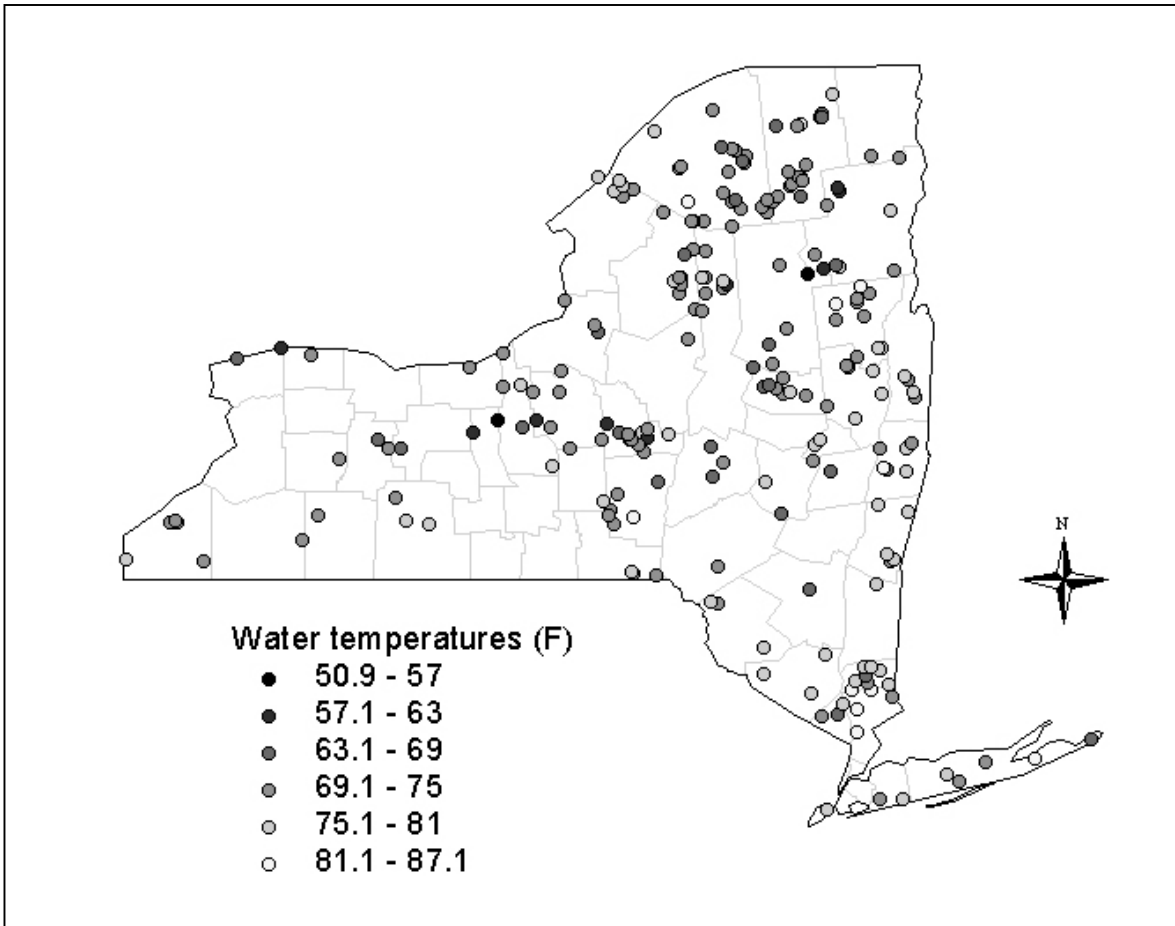 N
Water temperatures (F)
50.9 - 57
57.1 - 63
63.1 - 69
69.1 - 75
75.1 - 81
81.1 - 87.1